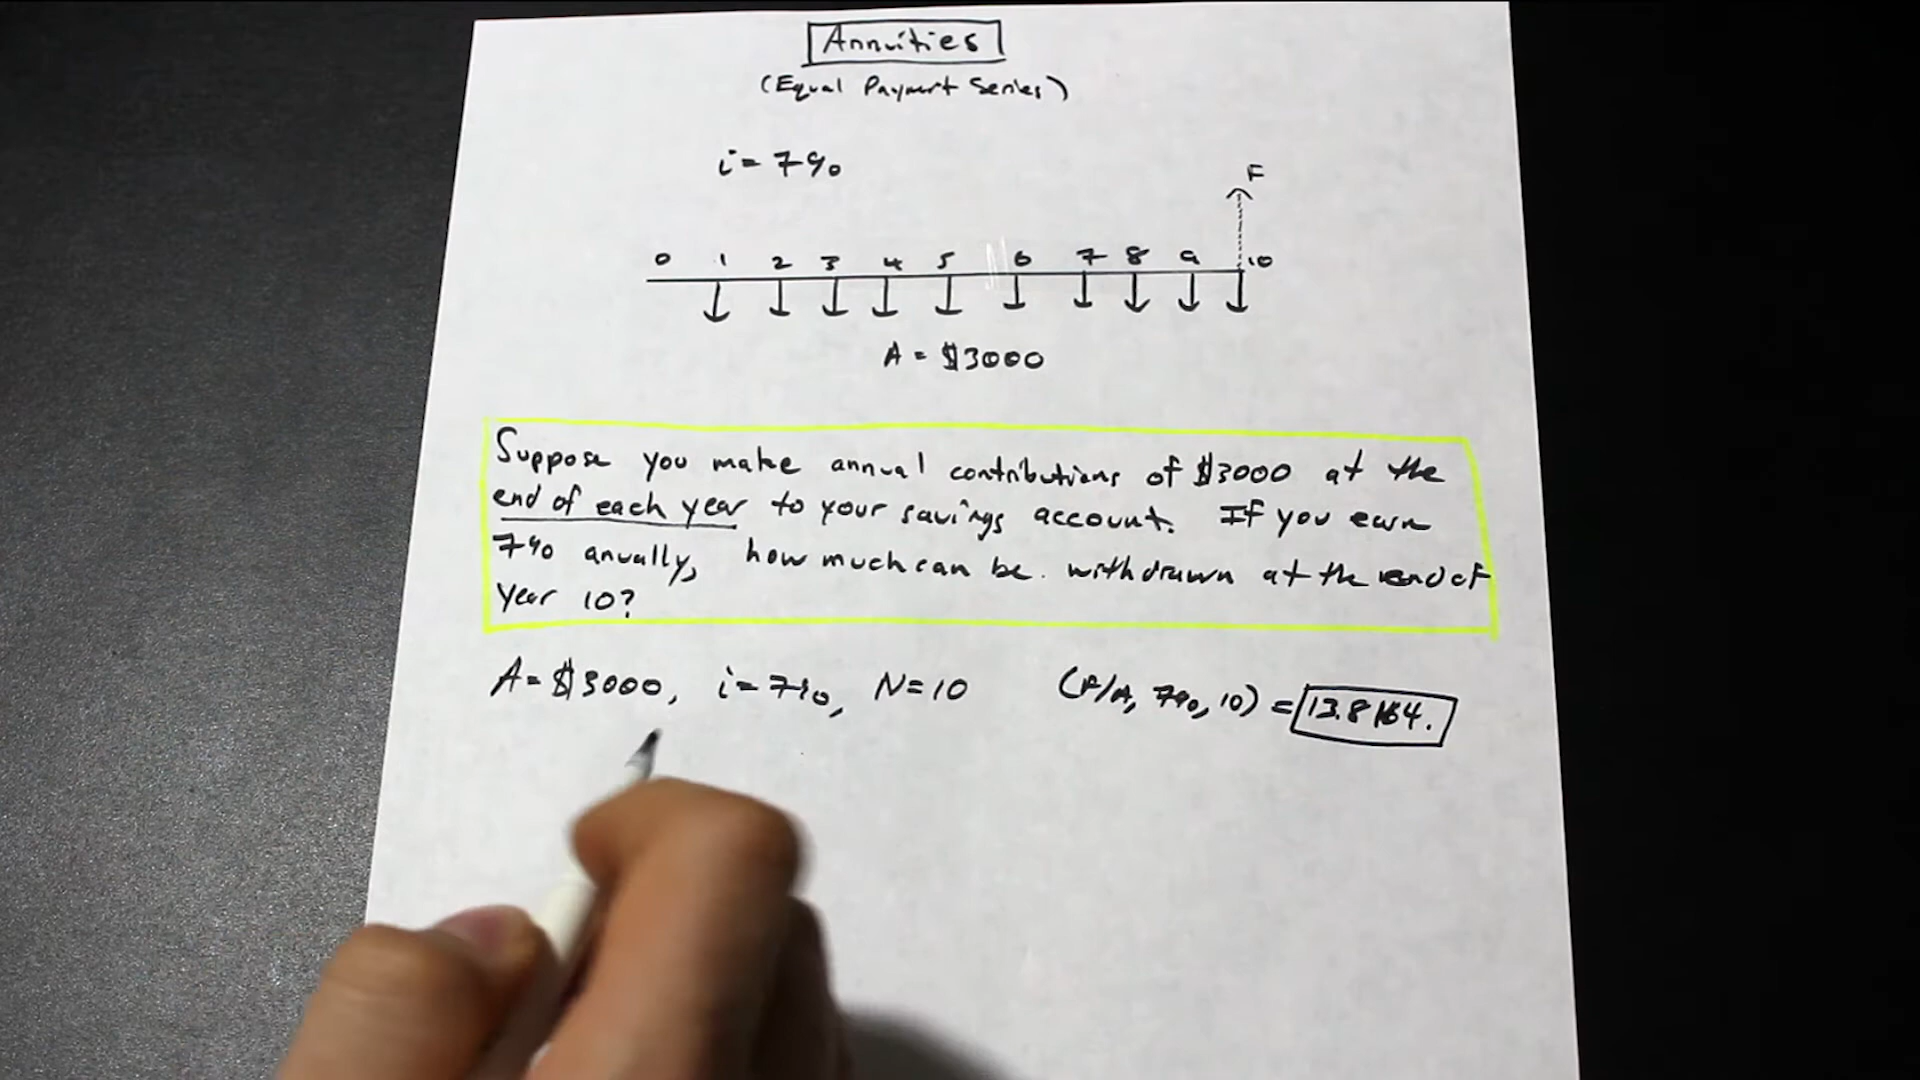 Annuities
(Equal Payment Series)
i = 7%
F
0 1 2 3 4 5 6 7 8 9 10
A = $3000
Suppose you make annual contributions of $3000 at the
end of each year to your savings account. If you earn
7% anually, how much can be. withdrawn at the end of
year 10?
A = $3000, i = 7%, N = 10 (F/A, 7%, 10) = 13.8164.